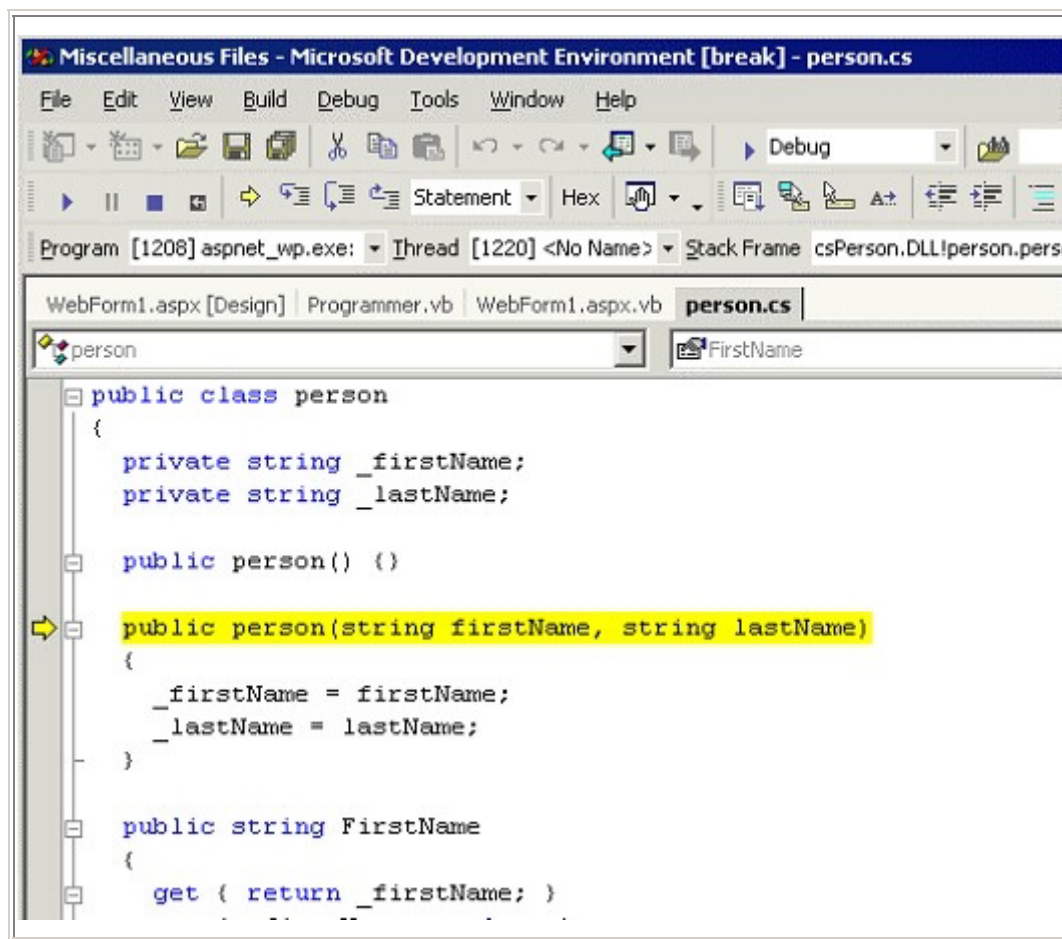 Miscellaneous Files - Microsoft Development Environment [break] - person.cs
File Edit View Build Debug Tools Window Help
Debug
Statement Hex
Program [1208] aspnet_wp.exe: Thread [1220] <No Name> Stack Frame csPerson.DLL!person.pers
WebForm1.aspx [Design] Programmer.vb WebForm1.aspx.vb person.cs
person FirstName
public class person
{
private string _firstName;
private string _lastName;
public person() {}
public person(string firstName, string lastName)
{
_firstName = firstName;
_lastName = lastName;
}
public string FirstName
{
get { return _firstName; }